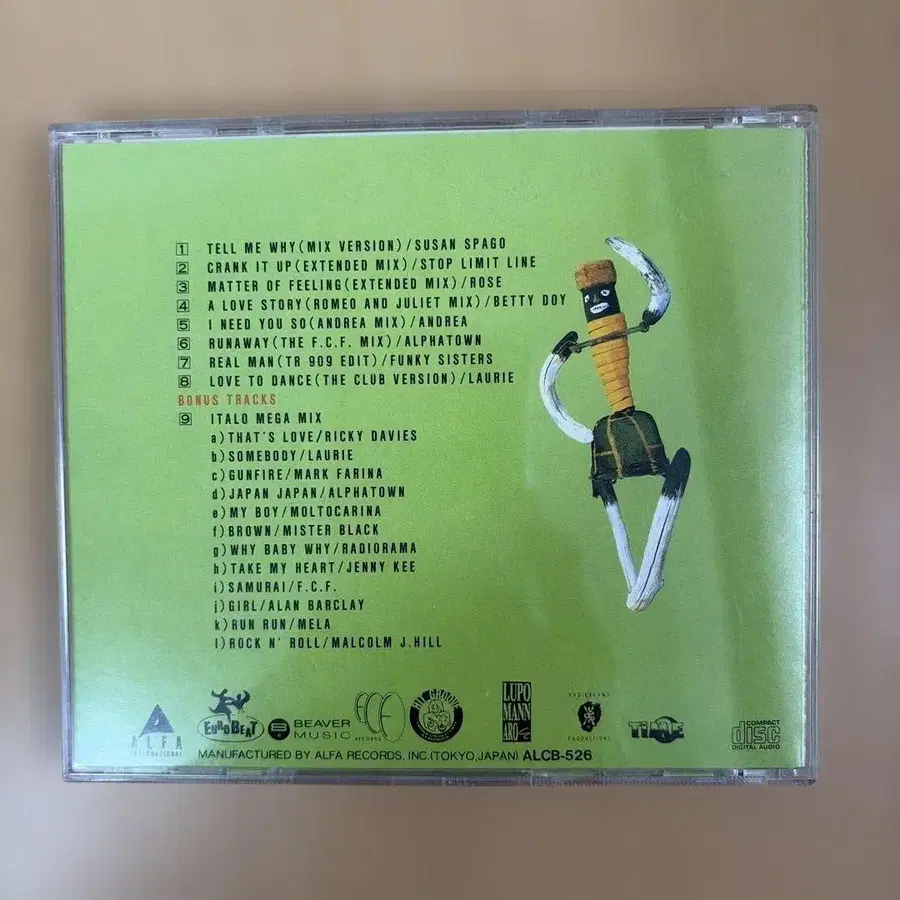 1 TELL ME WHY(MIX VERSION)/SUSAN SPAGO
2 CRANK IT UP(EXTENDED MIX)/STOP LIMIT LINE
3 MATTER OF FEELING(EXTENDED MIX)/ROSE
4 A LOVE STORY(ROMEO AND JULIET MIX)/BETTY DOY
5 I NEED YOU SO(ANDREA MIX)/ANDREA
6 RUNAWAY(THE F.C.F. MIX)/ALPHATOWN
7 REAL MAN(TR 909 EDIT)/FUNKY SISTERS
8 LOVE TO DANCE(THE CLUB VERSION)/LAURIE
BONUS TRACKS
9 ITALO MEGA MIX
a)THAT'S LOVE/RICKY DAVIES
b)SOMEBODY/LAURIE
c)GUNFIRE/MARK FARINA
d)JAPAN JAPAN/ALPHATOWN
e)MY BOY/MOLTOCARINA
f)BROWN/MISTER BLACK
g)WHY BABY WHY/RADIORAMA
h)TAKE MY HEART/JENNY KEE
i)SAMURAI/F.C.F.
j)GIRL/ALAN BARCLAY
k)RUN RUN/MELA
l)ROCK N' ROLL/MALCOLM J.HILL
ALFA
INTERNATIONAL
EUROBEAT
BEAVER
MUSIC
FCF
RECORDS
HIT GROOVE
LUPO
MANN
ARO
PRODUCTIONS
TIME
COMPACT
disc
DIGITAL AUDIO
MANUFACTURED BY ALFA RECORDS, INC.(TOKYO,JAPAN) ALCB-526